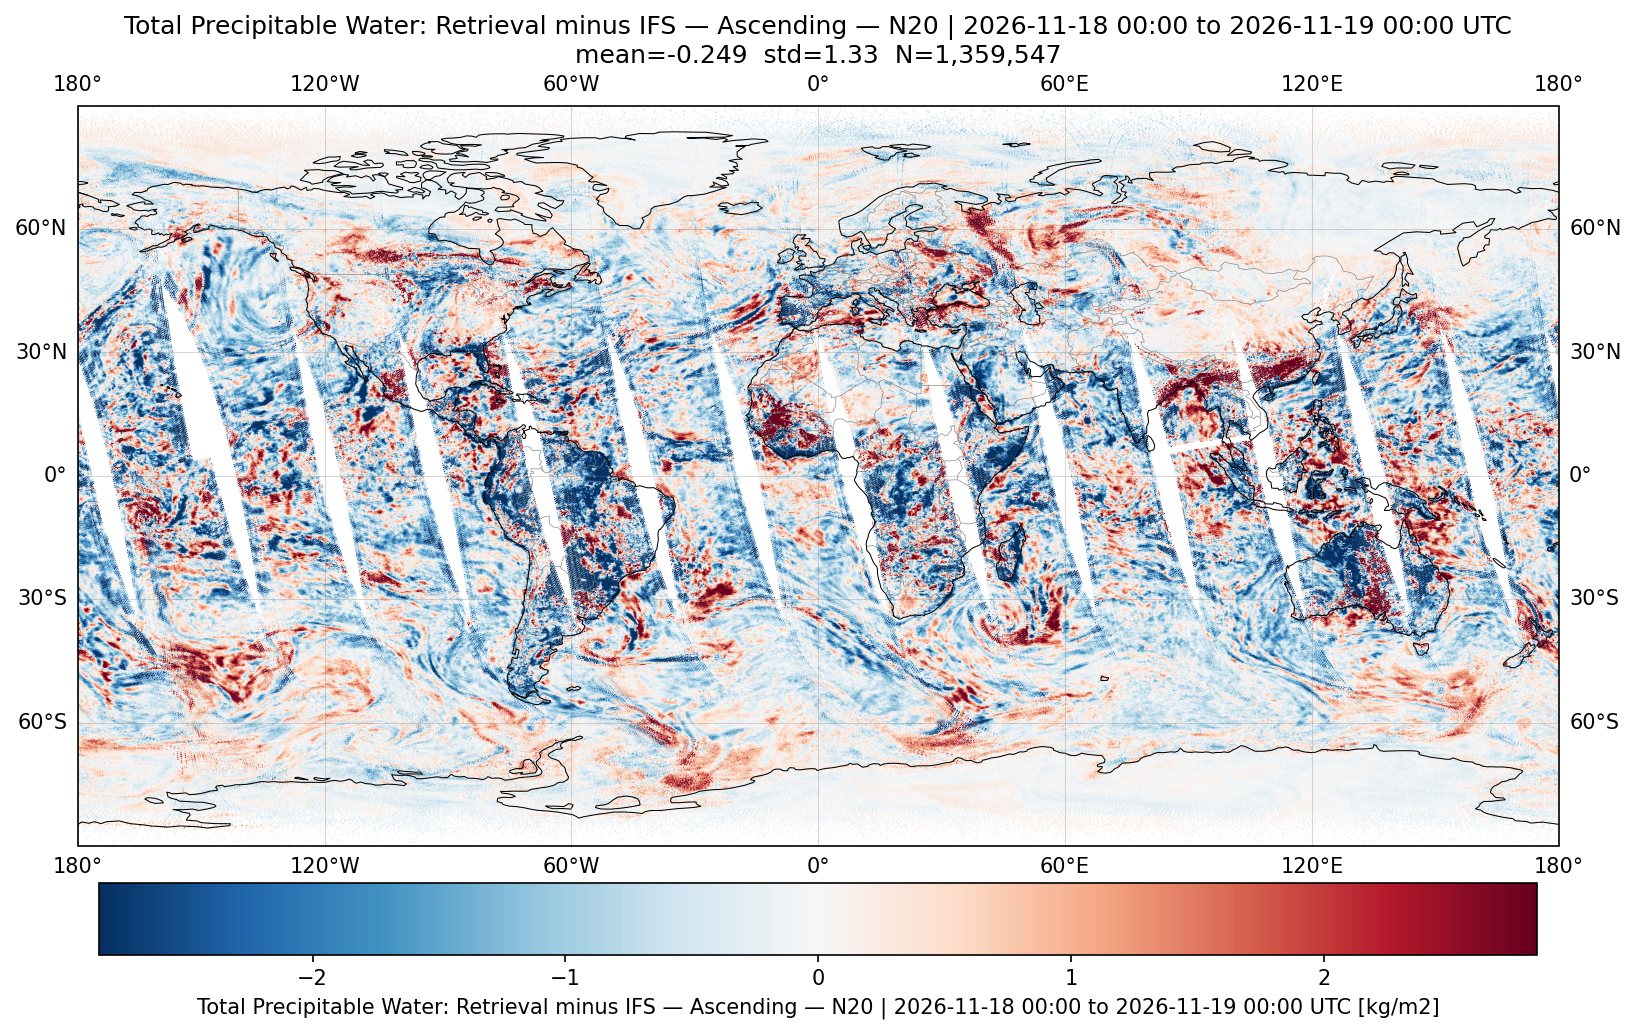 Total Precipitable Water: Retrieval minus IFS — Ascending — N20 | 2026-11-18 00:00 to 2026-11-19 00:00 UTC
mean=-0.249  std=1.33  N=1,359,547
180° 120°W 60°W 0° 60°E 120°E 180°
60°N 60°N
30°N 30°N
0° 0°
30°S 30°S
60°S 60°S
180° 120°W 60°W 0° 60°E 120°E 180°
−2 −1 0 1 2
Total Precipitable Water: Retrieval minus IFS — Ascending — N20 | 2026-11-18 00:00 to 2026-11-19 00:00 UTC [kg/m2]